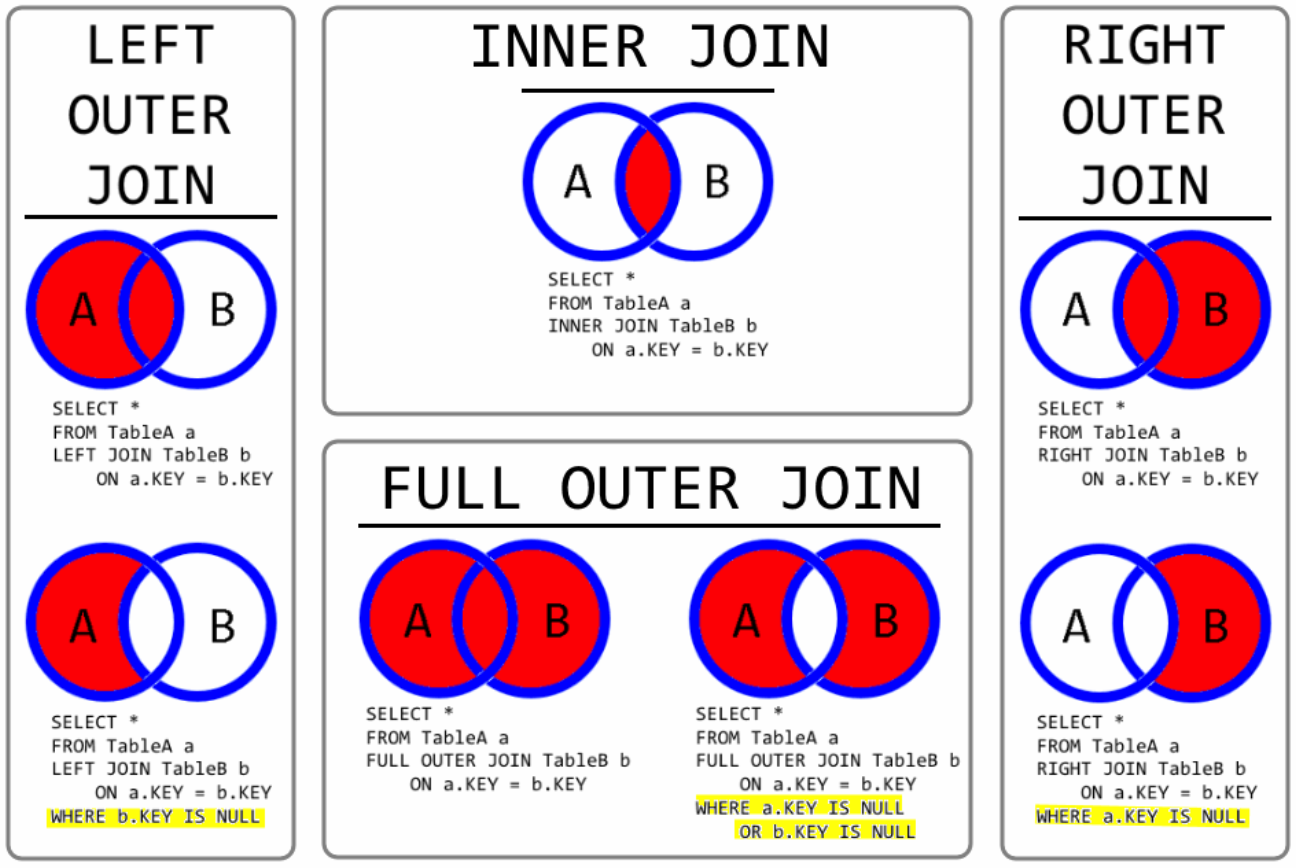 LEFT
OUTER
JOIN
A
B
SELECT *
FROM TableA a
LEFT JOIN TableB b
ON a.KEY = b.KEY
A
B
SELECT *
FROM TableA a
LEFT JOIN TableB b
ON a.KEY = b.KEY
WHERE b.KEY IS NULL
INNER JOIN
A
B
SELECT *
FROM TableA a
INNER JOIN TableB b
ON a.KEY = b.KEY
FULL OUTER JOIN
A
B
SELECT *
FROM TableA a
FULL OUTER JOIN TableB b
ON a.KEY = b.KEY
A
B
SELECT *
FROM TableA a
FULL OUTER JOIN TableB b
ON a.KEY = b.KEY
WHERE a.KEY IS NULL
OR b.KEY IS NULL
RIGHT
OUTER
JOIN
A
B
SELECT *
FROM TableA a
RIGHT JOIN TableB b
ON a.KEY = b.KEY
A
B
SELECT *
FROM TableA a
RIGHT JOIN TableB b
ON a.KEY = b.KEY
WHERE a.KEY IS NULL